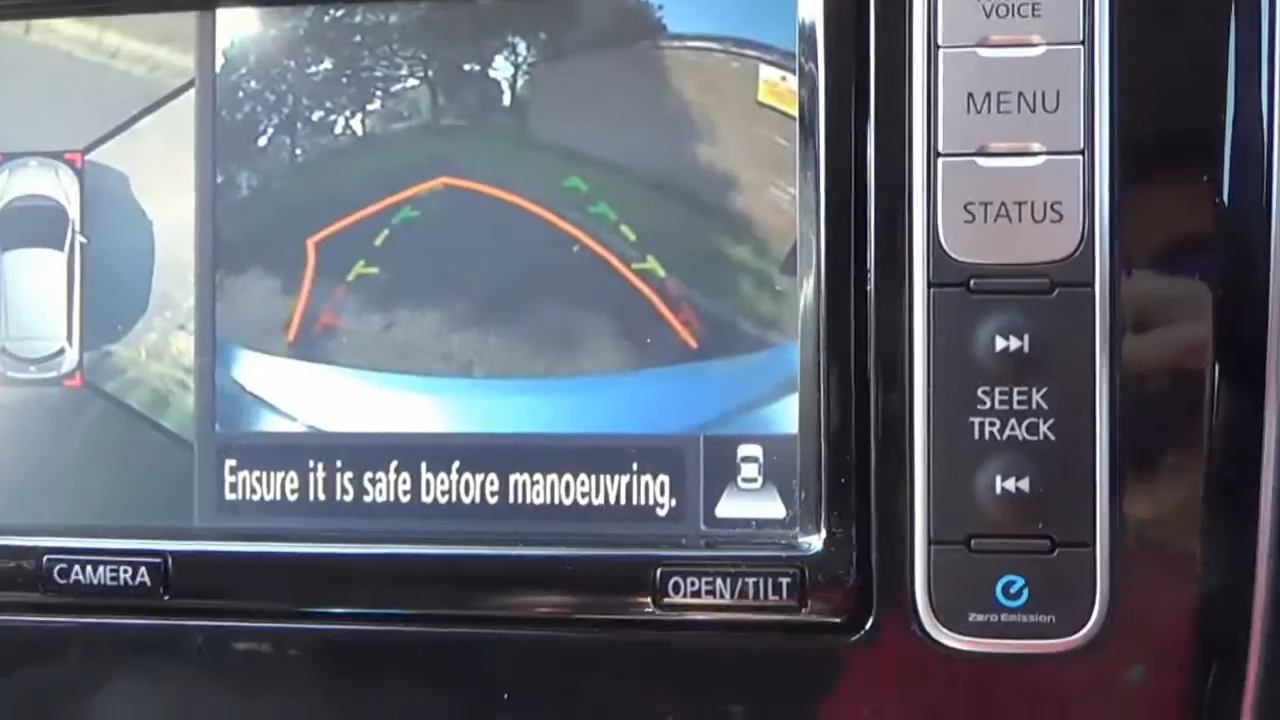 VOICE
MENU
STATUS
SEEK
TRACK
Ensure it is safe before manoeuvring.
CAMERA
OPEN/TILT
Zero Emission